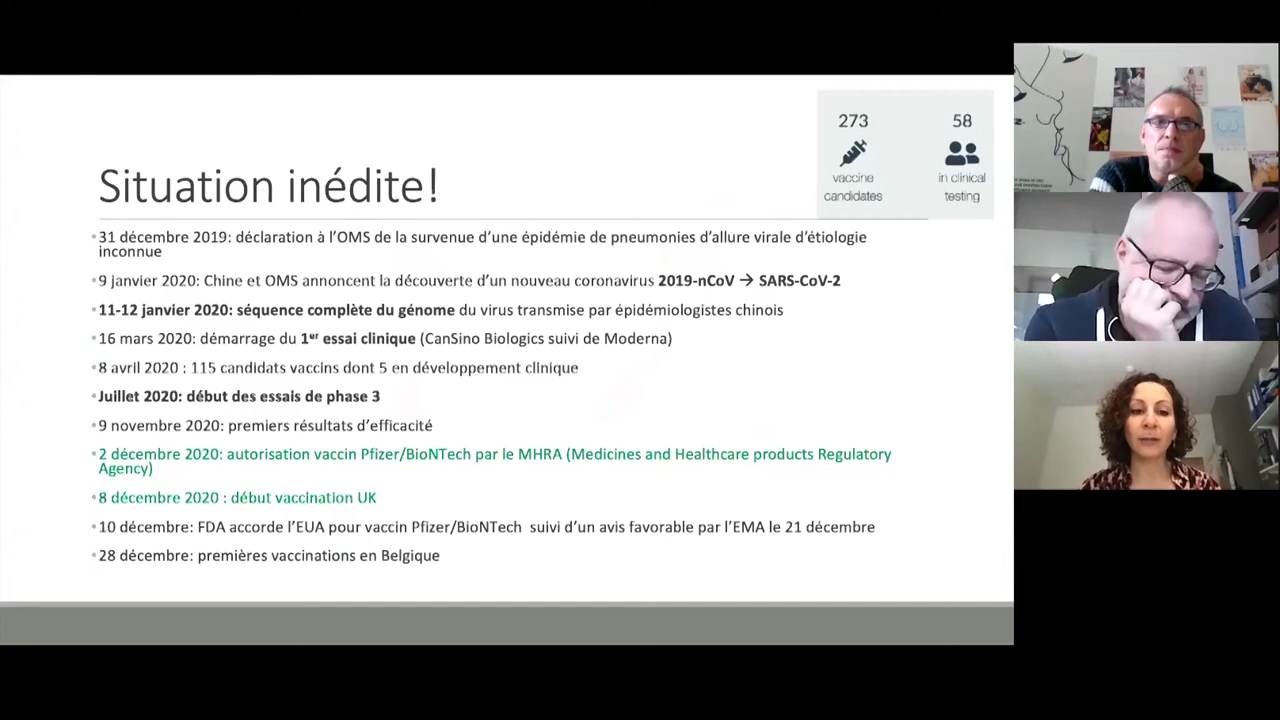 273
58
vaccine
candidates
in clinical
testing
Situation inédite!
31 décembre 2019: déclaration à l'OMS de la survenue d'une épidémie de pneumonies d'allure virale d'étiologie
inconnue
9 janvier 2020: Chine et OMS annoncent la découverte d'un nouveau coronavirus 2019-nCoV → SARS-CoV-2
11-12 janvier 2020: séquence complète du génome du virus transmise par épidémiologistes chinois
16 mars 2020: démarrage du 1er essai clinique (CanSino Biologics suivi de Moderna)
8 avril 2020 : 115 candidats vaccins dont 5 en développement clinique
Juillet 2020: début des essais de phase 3
9 novembre 2020: premiers résultats d'efficacité
2 décembre 2020: autorisation vaccin Pfizer/BioNTech par le MHRA (Medicines and Healthcare products Regulatory
Agency)
8 décembre 2020 : début vaccination UK
10 décembre: FDA accorde l'EUA pour vaccin Pfizer/BioNTech suivi d'un avis favorable par l'EMA le 21 décembre
28 décembre: premières vaccinations en Belgique